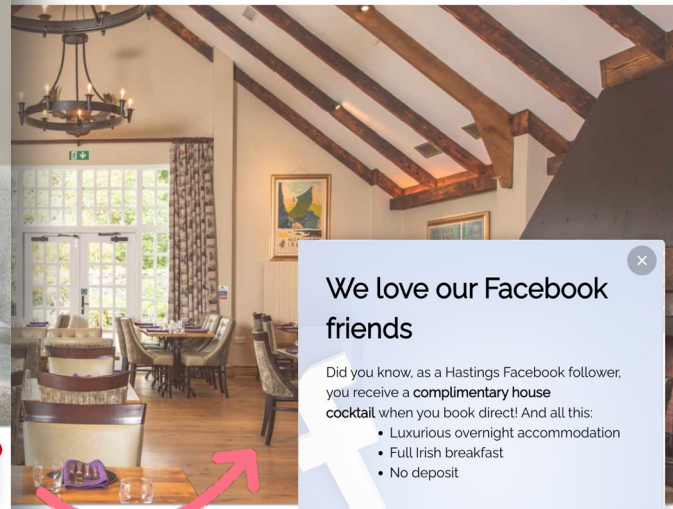 We love our Facebook
friends
Did you know, as a Hastings Facebook follower,
you receive a complimentary house
cocktail when you book direct! And all this:
• Luxurious overnight accommodation
• Full Irish breakfast
• No deposit